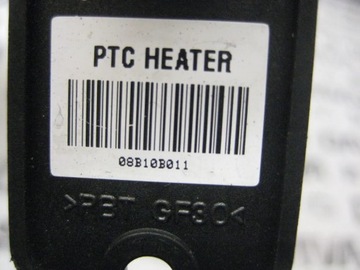 PTC HEATER
08B10B011
>PBT GF30<